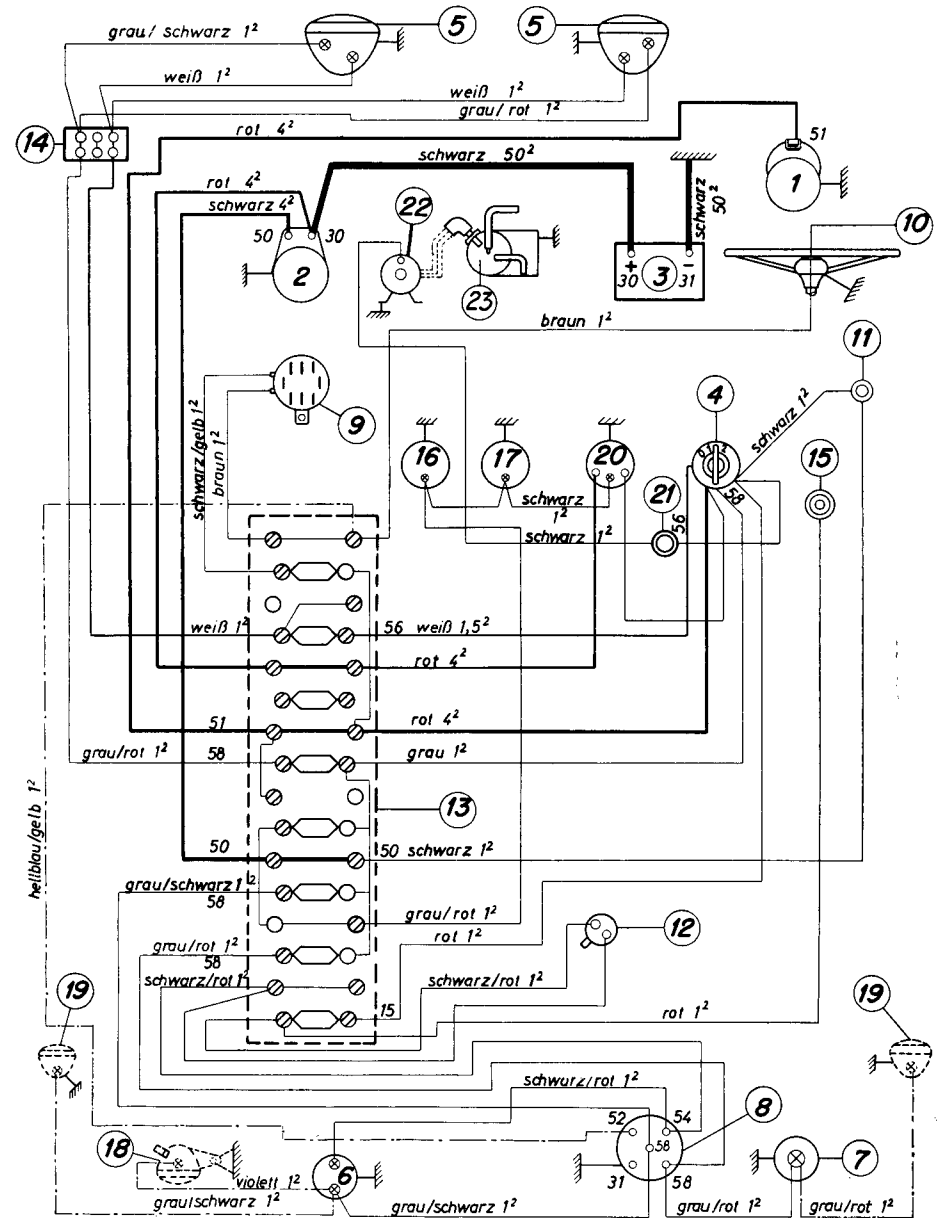 5
5
grau/ schwarz 1²
weiß 1²
weiß 1²
grau/ rot 1²
14
rot 4²
51
schwarz 50²
1
rot 4²
schwarz 4²
22
schwarz 50²
10
50
30
2
23
+
30
3
−
31
braun 1²
11
9
schwarz/gelb 1²
braun 1²
16
17
20
4
0 1 2
schwarz 1²
15
58
21
56
schwarz 1²
schwarz 1²
weiß 1²
56 weiß 1,5²
rot 4²
51
rot 4²
grau/rot 1²
58
grau 1²
13
hellblau/gelb 1²
50
50 schwarz 1²
grau/schwarz 1²
58
grau/rot 1²
rot 1²
12
grau/rot 1²
58
schwarz/rot 1²
schwarz/rot 1²
19
15
rot 1²
19
schwarz/rot 1²
52
54
8
58
18
violett 1²
6
31
58
7
grau/schwarz 1²
grau/schwarz 1²
grau/rot 1²
grau/rot 1²